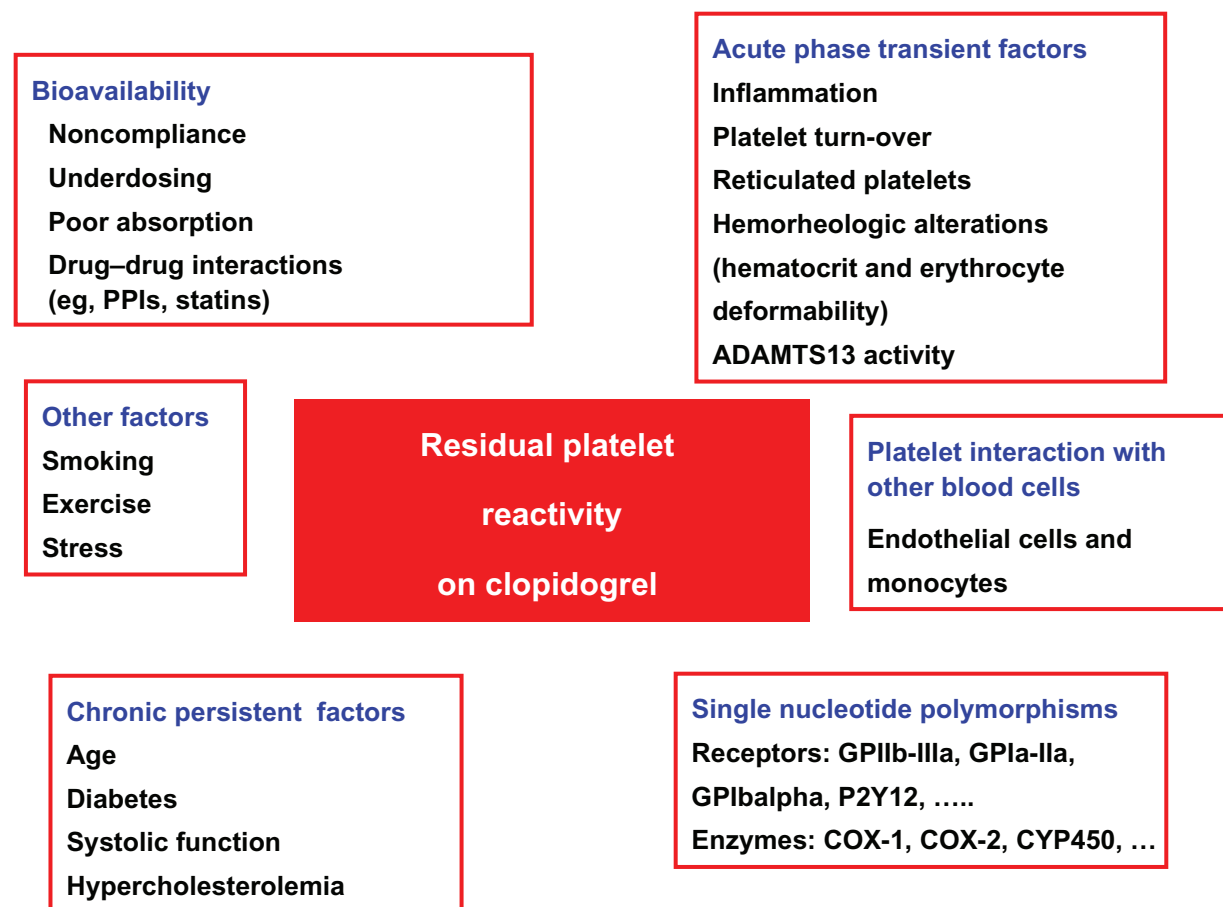 Bioavailability
Noncompliance
Underdosing
Poor absorption
Drug–drug interactions
(eg, PPIs, statins)
Acute phase transient factors
Inflammation
Platelet turn-over
Reticulated platelets
Hemorheologic alterations
(hematocrit and erythrocyte
deformability)
ADAMTS13 activity
Other factors
Smoking
Exercise
Stress
Residual platelet
reactivity
on clopidogrel
Platelet interaction with
other blood cells
Endothelial cells and
monocytes
Chronic persistent factors
Age
Diabetes
Systolic function
Hypercholesterolemia
Single nucleotide polymorphisms
Receptors: GPIIb-IIIa, GPIa-IIa,
GPIbalpha, P2Y12, …..
Enzymes: COX-1, COX-2, CYP450, …